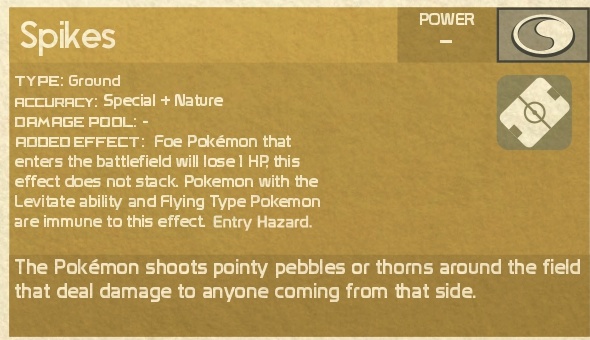 Spikes
POWER
–
TYPE: Ground
ACCURACY: Special + Nature
DAMAGE POOL: -
ADDED EFFECT: Foe Pokémon that
enters the battlefield will lose 1 HP, this
effect does not stack. Pokemon with the
Levitate ability and Flying Type Pokemon
are immune to this effect. Entry Hazard.
The Pokémon shoots pointy pebbles or thorns around the field
that deal damage to anyone coming from that side.